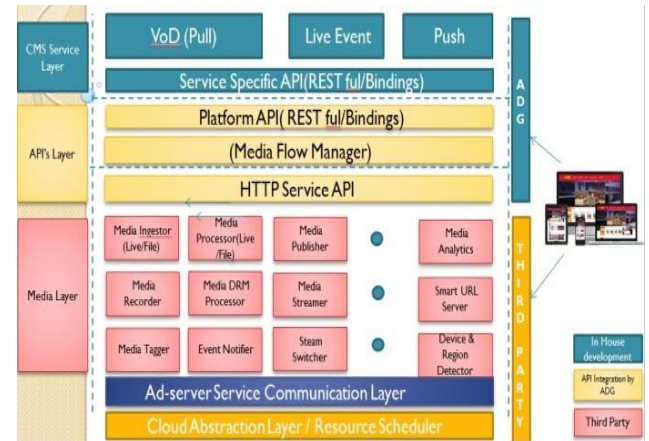 CMS Service
Layer
VoD (Pull)
Live Event
Push
Service Specific API(REST ful/Bindings)
ADG
API's Layer
Platform API( REST ful/Bindings)
(Media Flow Manager)
HTTP Service API
Media Layer
Media Ingestor
(Live/File)
Media
Processor(Live
/File)
Media
Publisher
Media
Analytics
Media
Recorder
Media DRM
Processor
Media
Streamer
Smart URL
Server
Media Tagger
Event Notifier
Steam
Switcher
Device &
Region
Detector
THIRD PARTY
Ad-server Service Communication Layer
Cloud Abstraction Layer / Resource Scheduler
In House
development
API Integration by
ADG
Third Party